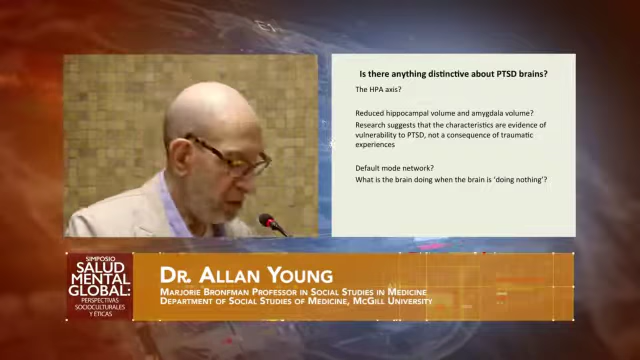 Is there anything distinctive about PTSD brains?
The HPA axis?
Reduced hippocampal volume and amygdala volume?
Research suggests that the characteristics are evidence of
vulnerability to PTSD, not a consequence of traumatic
experiences
Default mode network?
What is the brain doing when the brain is 'doing nothing'?
SIMPOSIO
SALUD
MENTAL
GLOBAL:
PERSPECTIVAS
SOCIOCULTURALES
Y ÉTICAS
DR. ALLAN YOUNG
MARJORIE BRONFMAN PROFESSOR IN SOCIAL STUDIES IN MEDICINE
DEPARTMENT OF SOCIAL STUDIES OF MEDICINE, MCGILL UNIVERSITY